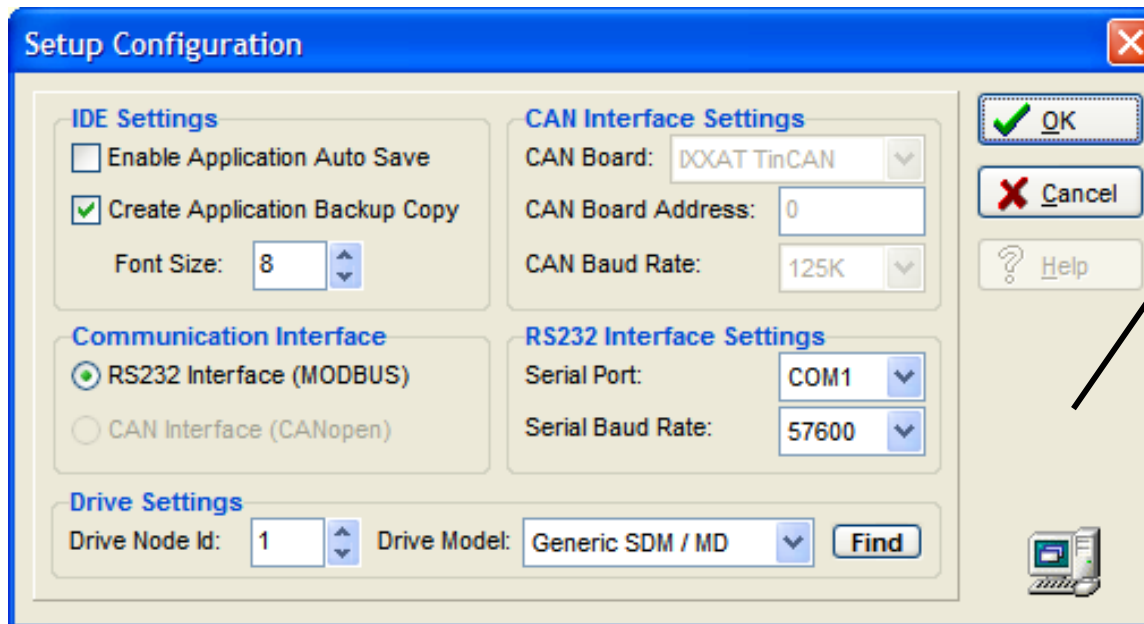 Setup Configuration
IDE Settings
Enable Application Auto Save
Create Application Backup Copy
Font Size: 8
CAN Interface Settings
CAN Board: IXXAT TinCAN
CAN Board Address: 0
CAN Baud Rate: 125K
OK
Cancel
? Help
Communication Interface
RS232 Interface (MODBUS)
CAN Interface (CANopen)
RS232 Interface Settings
Serial Port: COM1
Serial Baud Rate: 57600
Drive Settings
Drive Node Id: 1 Drive Model: Generic SDM / MD Find